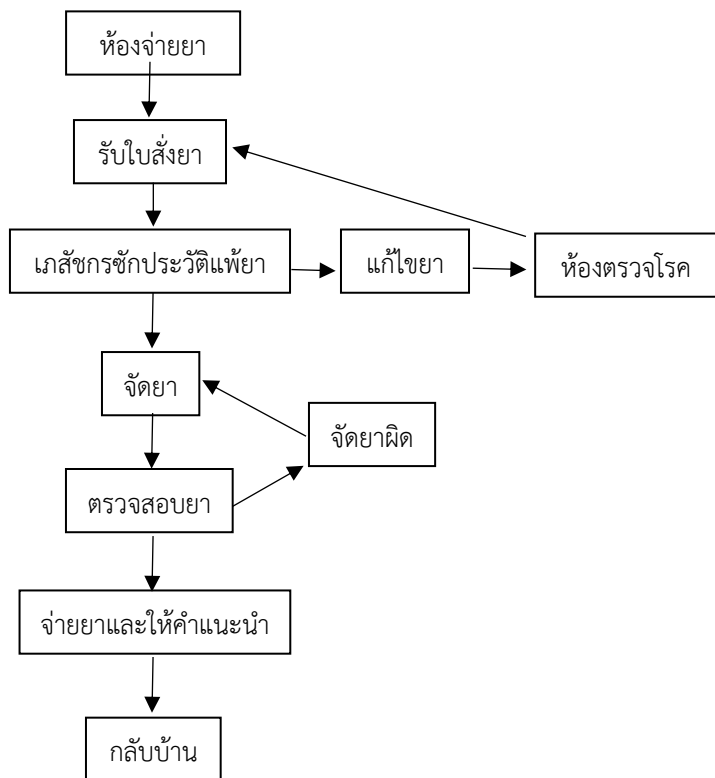 ห้องจ่ายยา
รับใบสั่งยา
เภสัชกรซักประวัติแพ้ยา
แก้ไขยา
ห้องตรวจโรค
จัดยา
จัดยาผิด
ตรวจสอบยา
จ่ายยาและให้คำแนะนำ
กลับบ้าน